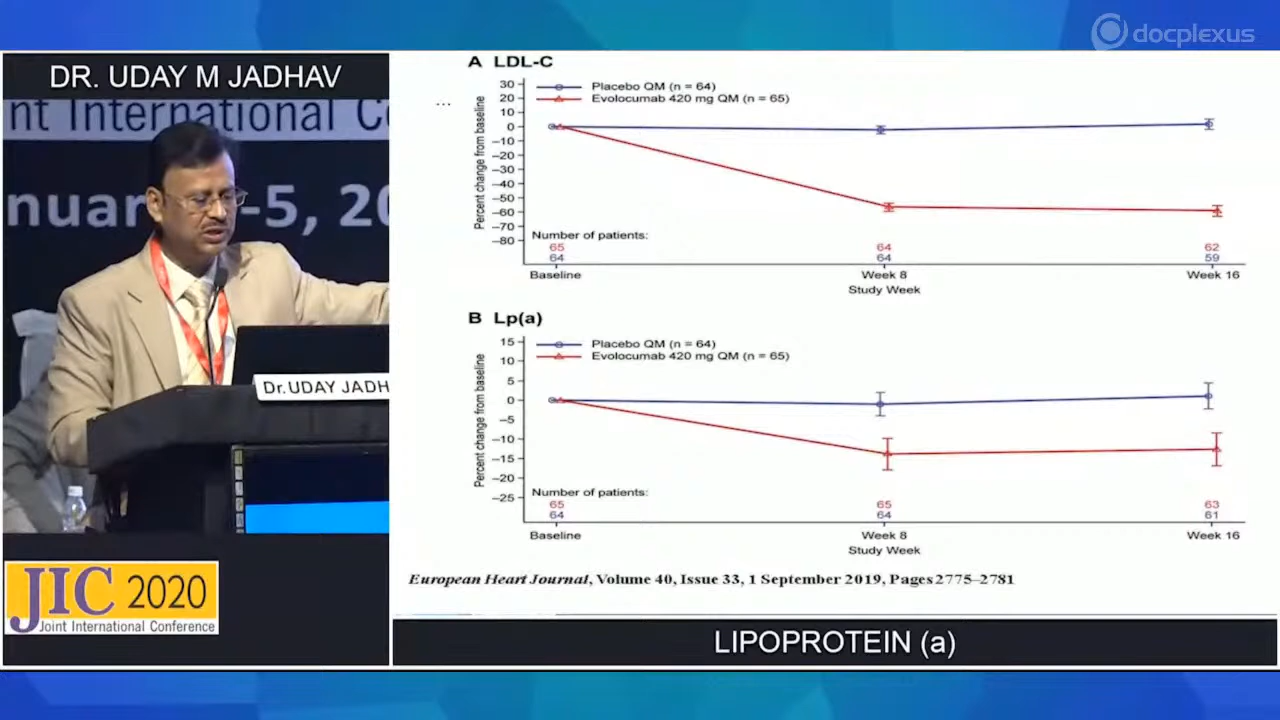 docplexus
DR. UDAY M JADHAV
nt International Co
nuar -5, 20
Dr.UDAY JADH
JIC 2020
Joint International Conference
A LDL-C
...
Placebo QM (n = 64)
Evolocumab 420 mg QM (n = 65)
Percent change from baseline
30
20
10
0
−10
−20
−30
−40
−50
−60
−70
−80
Number of patients:
65 64 62
64 64 59
Baseline Week 8 Week 16
Study Week
B Lp(a)
Placebo QM (n = 64)
Evolocumab 420 mg QM (n = 65)
Percent change from baseline
15
10
5
0
−5
−10
−15
−20
−25
Number of patients:
65 65 63
64 64 61
Baseline Week 8 Week 16
Study Week
European Heart Journal, Volume 40, Issue 33, 1 September 2019, Pages 2775–2781
LIPOPROTEIN (a)